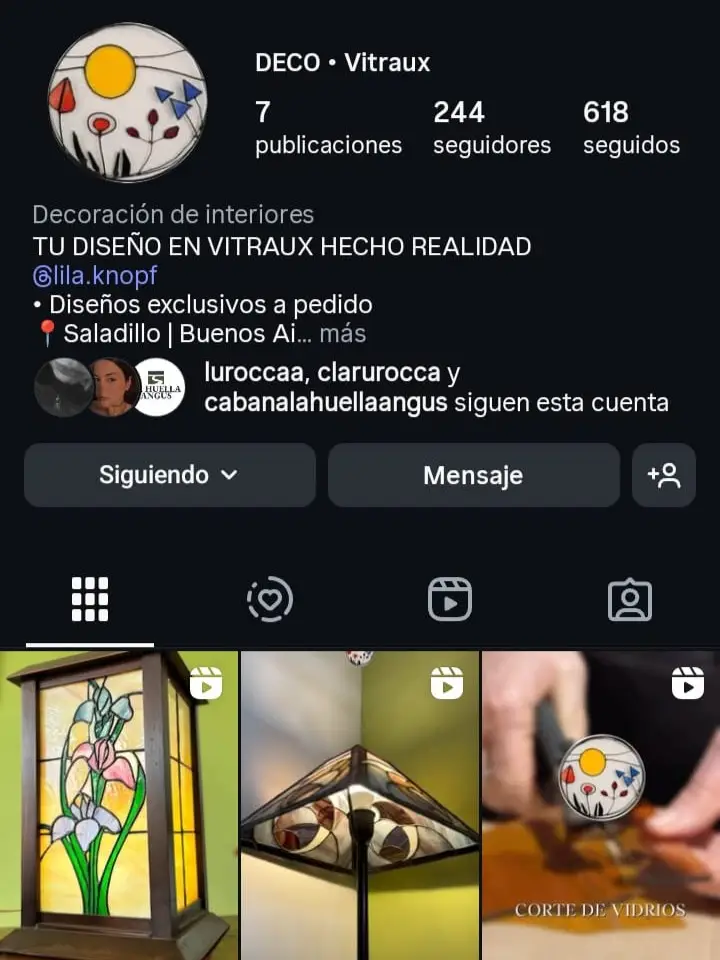 DECO • Vitraux
7
244
618
publicaciones
seguidores
seguidos
Decoración de interiores
TU DISEÑO EN VITRAUX HECHO REALIDAD
@lila.knopf
• Diseños exclusivos a pedido
📍Saladillo | Buenos Ai... más
HUELLA
ANGUS
luroccaa, clarurocca y
cabanalahuellaangus siguen esta cuenta
Siguiendo
Mensaje
CORTE DE VIDRIOS